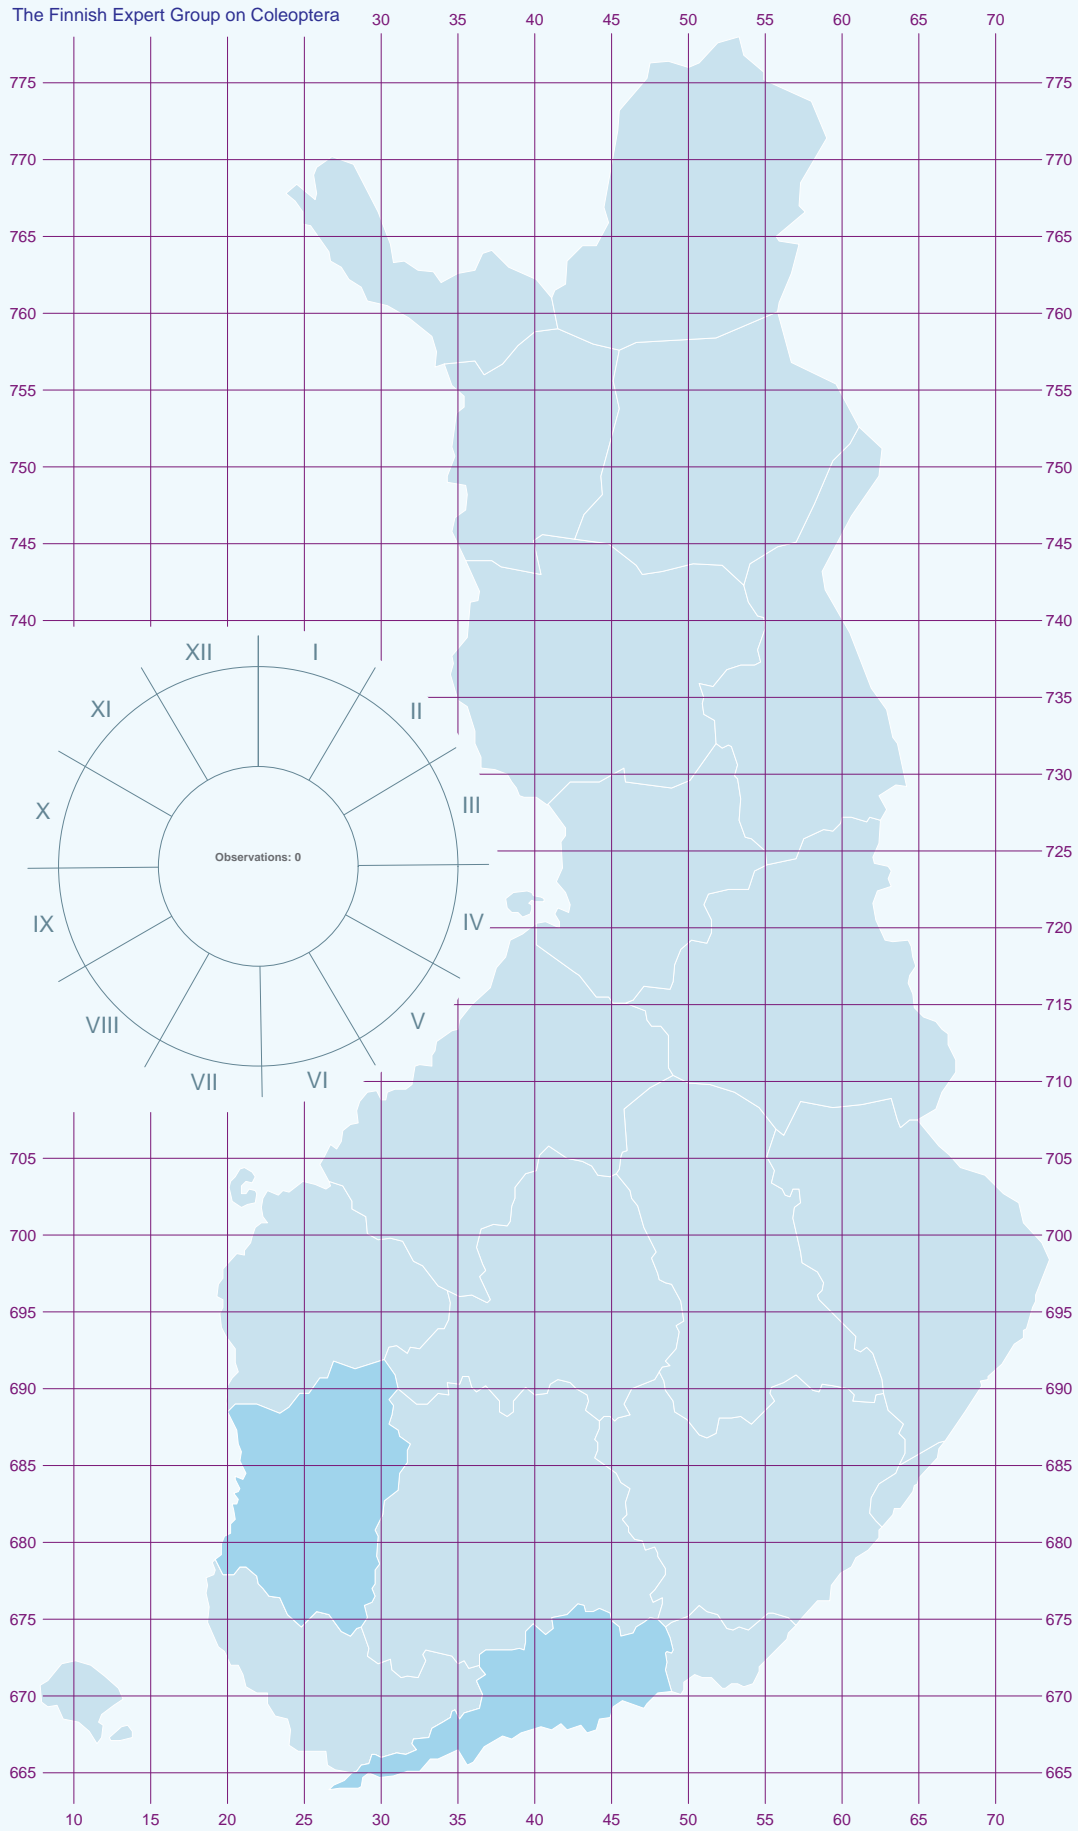 The Finnish Expert Group on Coleoptera
30 35 40 45 50 55 60 65 70
775 775
770 770
765 765
760 760
755 755
750 750
745 745
740 740
XII I
XI II
735
730
X III
Observations: 0
725
IX IV
720
715
VIII V
VII VI
710
705 705
700 700
695 695
690 690
685 685
680 680
675 675
670 670
665 665
10 15 20 25 30 35 40 45 50 55 60 65 70